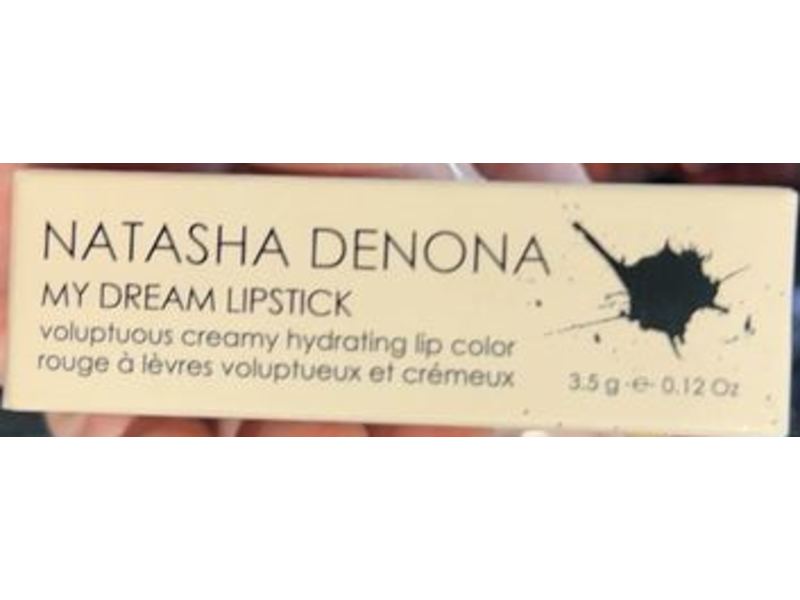 NATASHA DENONA
MY DREAM LIPSTICK
voluptuous creamy hydrating lip color
rouge à lèvres voluptueux et crémeux
3.5 g ℮ 0.12 Oz